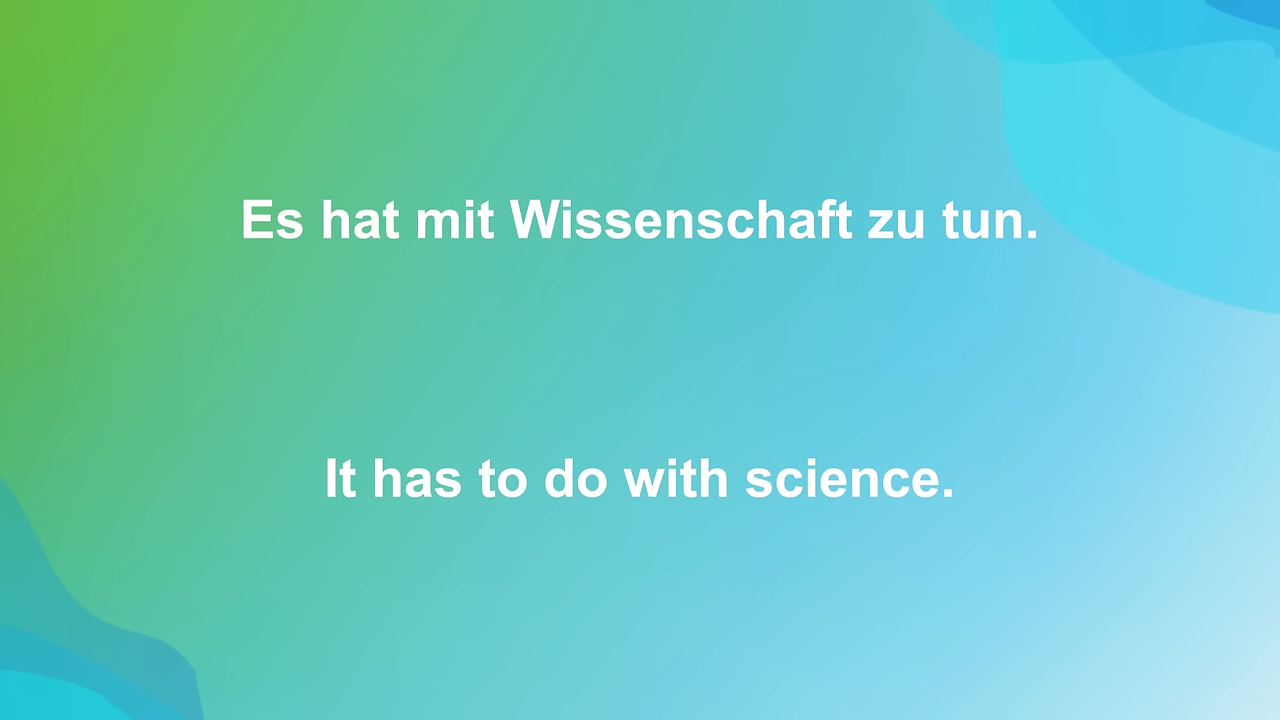 Es hat mit Wissenschaft zu tun.
It has to do with science.